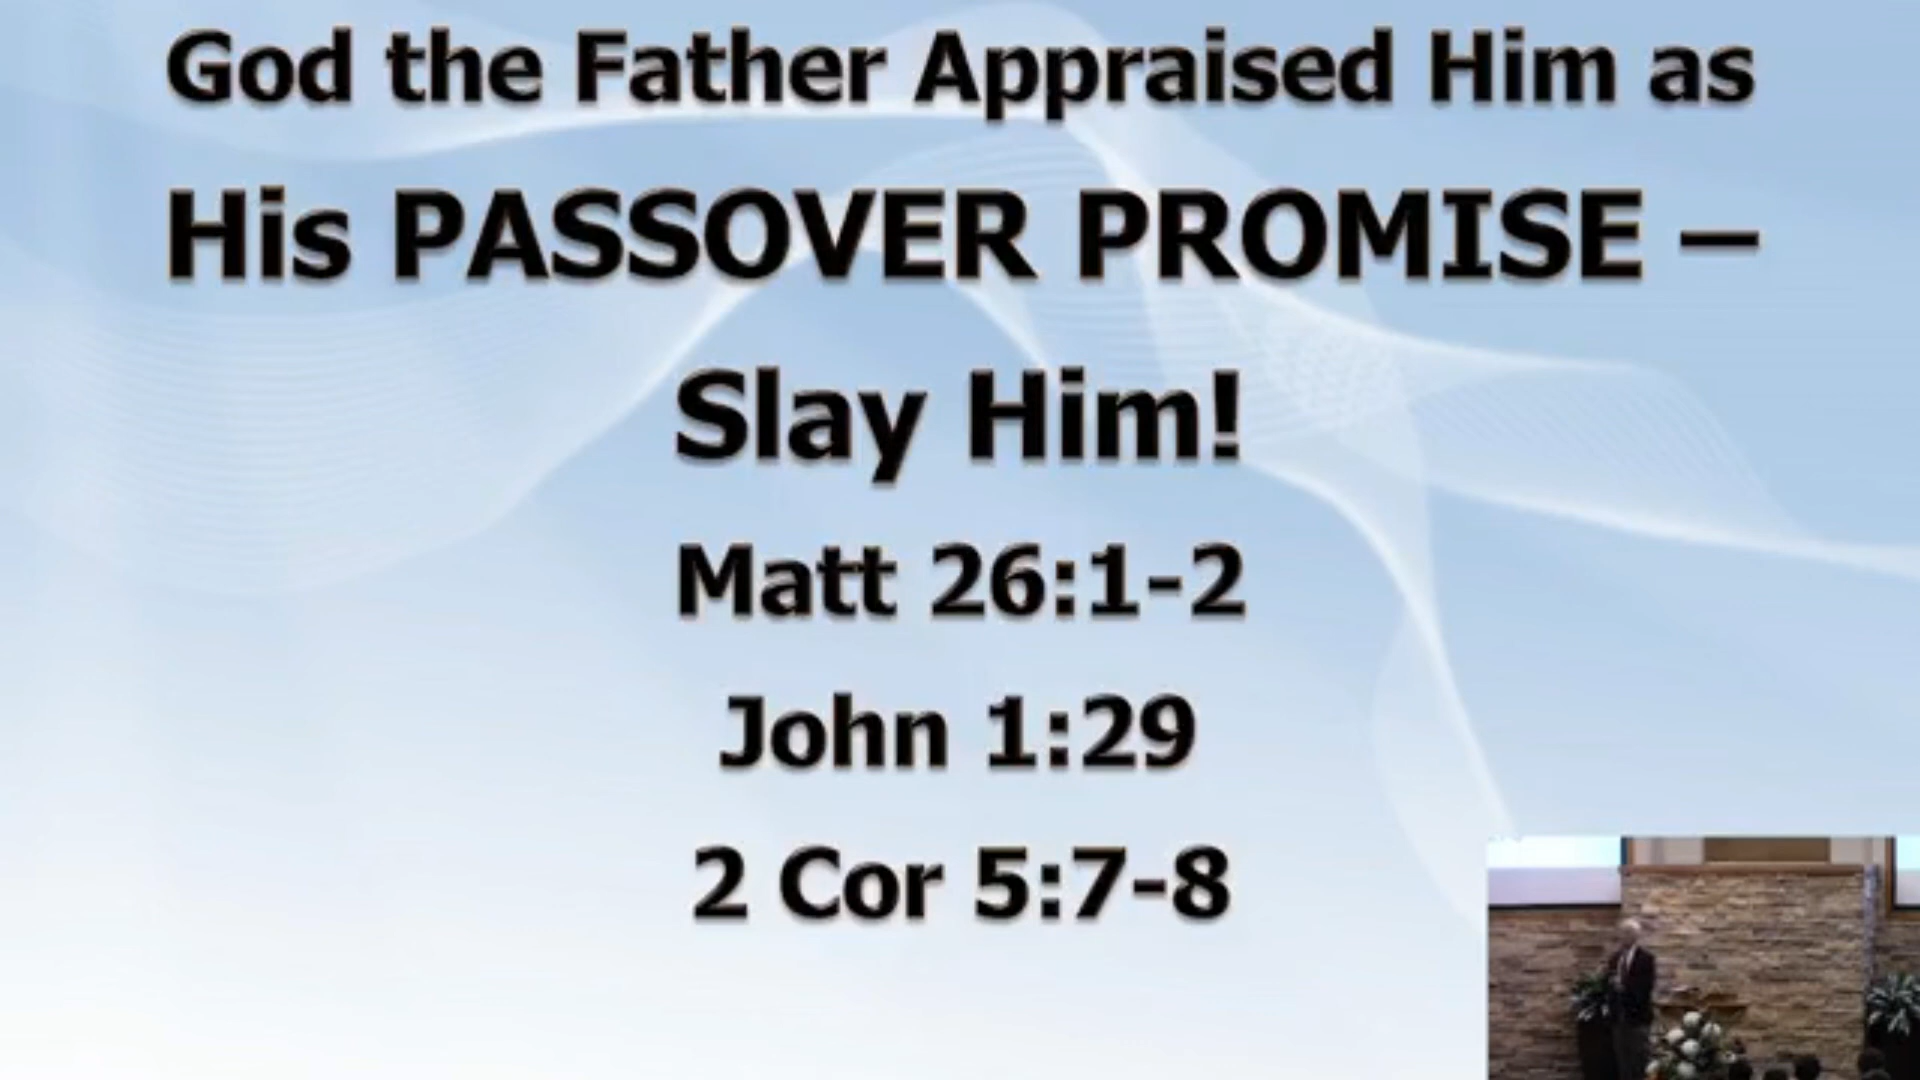 God the Father Appraised Him as
His PASSOVER PROMISE –
Slay Him!
Matt 26:1-2
John 1:29
2 Cor 5:7-8